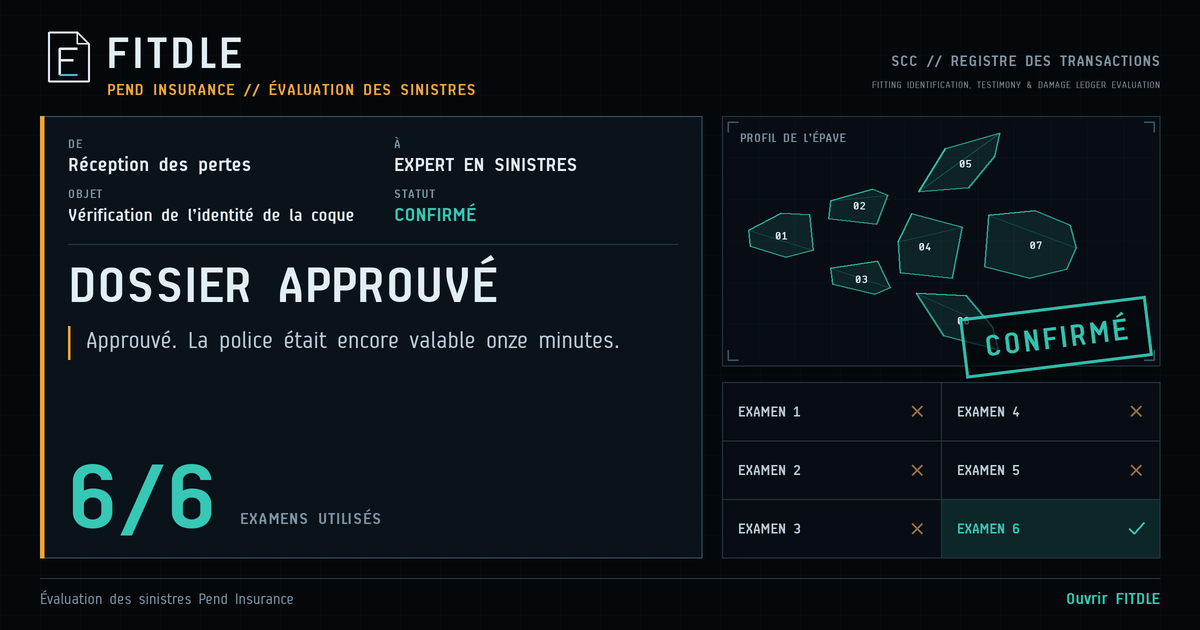 FITDLE
PEND INSURANCE // ÉVALUATION DES SINISTRES
SCC // REGISTRE DES TRANSACTIONS
FITTING IDENTIFICATION, TESTIMONY & DAMAGE LEDGER EVALUATION
DE
Réception des pertes
À
EXPERT EN SINISTRES
OBJET
Vérification de l'identité de la coque
STATUT
CONFIRMÉ
DOSSIER APPROUVÉ
Approuvé. La police était encore valable onze minutes.
6/6 EXAMENS UTILISÉS
PROFIL DE L'ÉPAVE
05
02
01
04
07
03
06
CONFIRMÉ
EXAMEN 1
EXAMEN 4
EXAMEN 2
EXAMEN 5
EXAMEN 3
EXAMEN 6
Évaluation des sinistres Pend Insurance
Ouvrir FITDLE